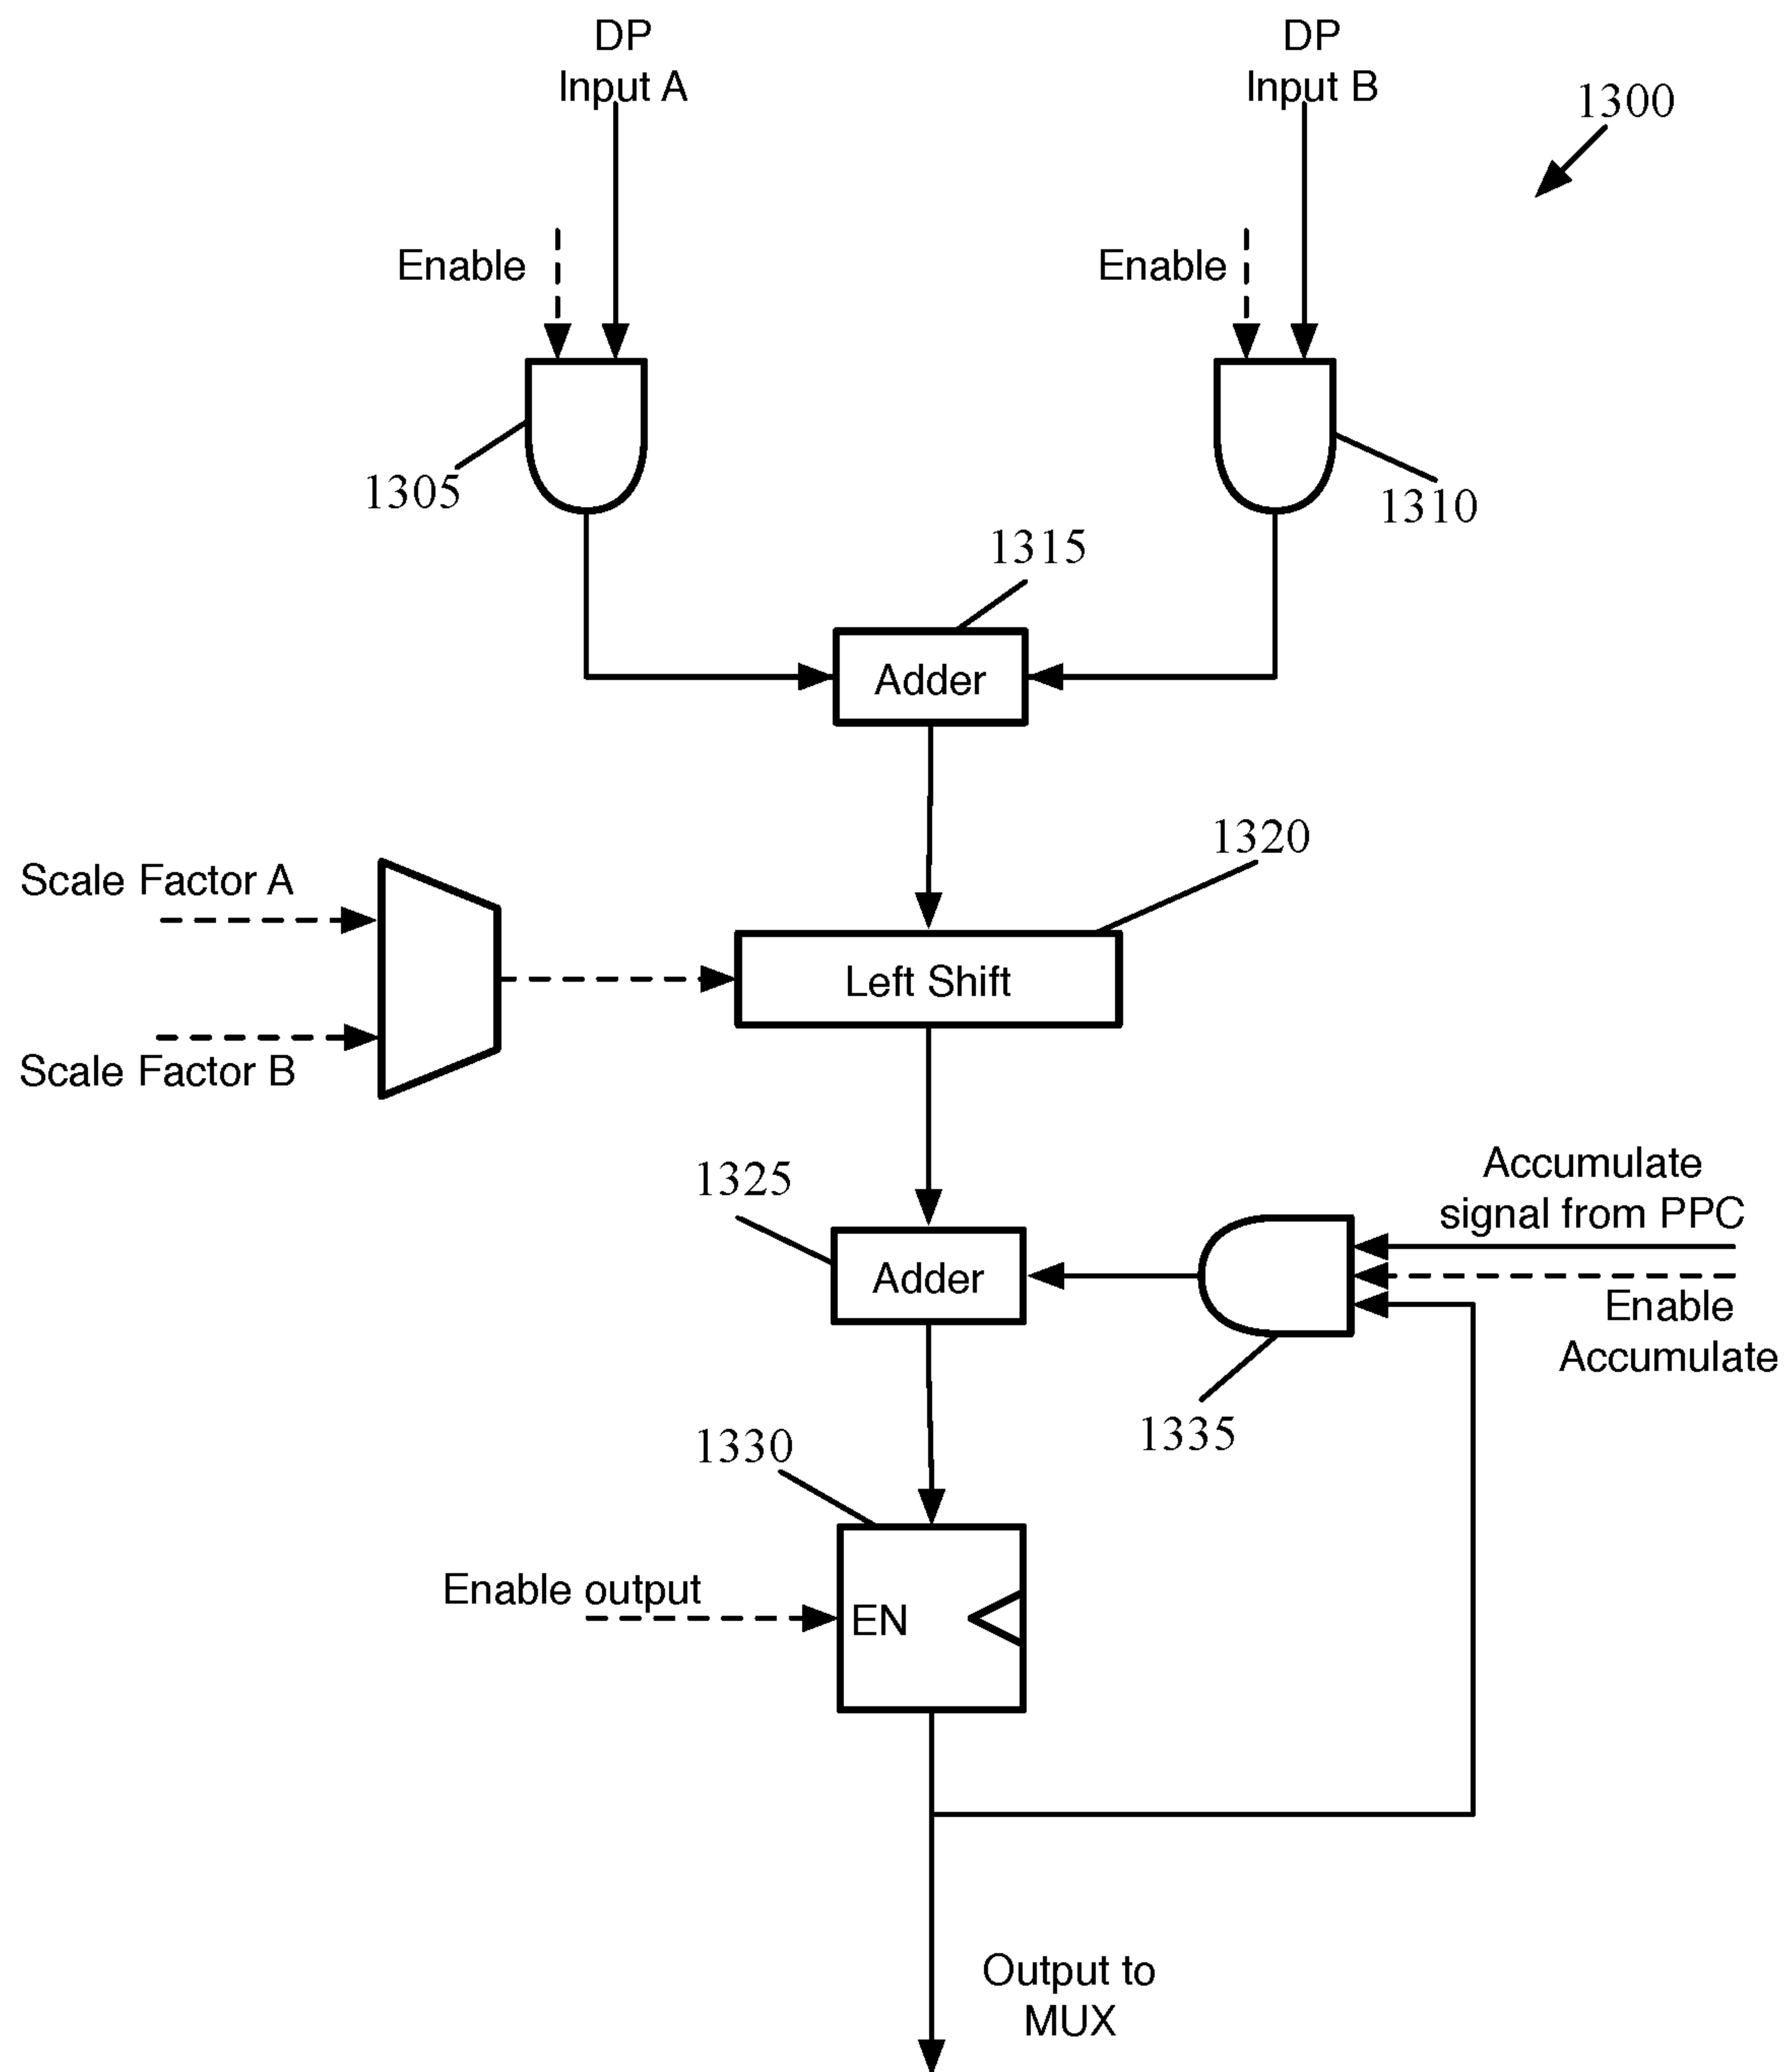 DP
Input A
DP
Input B
1300
Enable
Enable
1305
1310
1315
Adder
1320
Scale Factor A
Left Shift
Scale Factor B
Accumulate
signal from PPC
1325
Adder
Enable
Accumulate
1335
1330
Enable output
EN
Output to
MUX